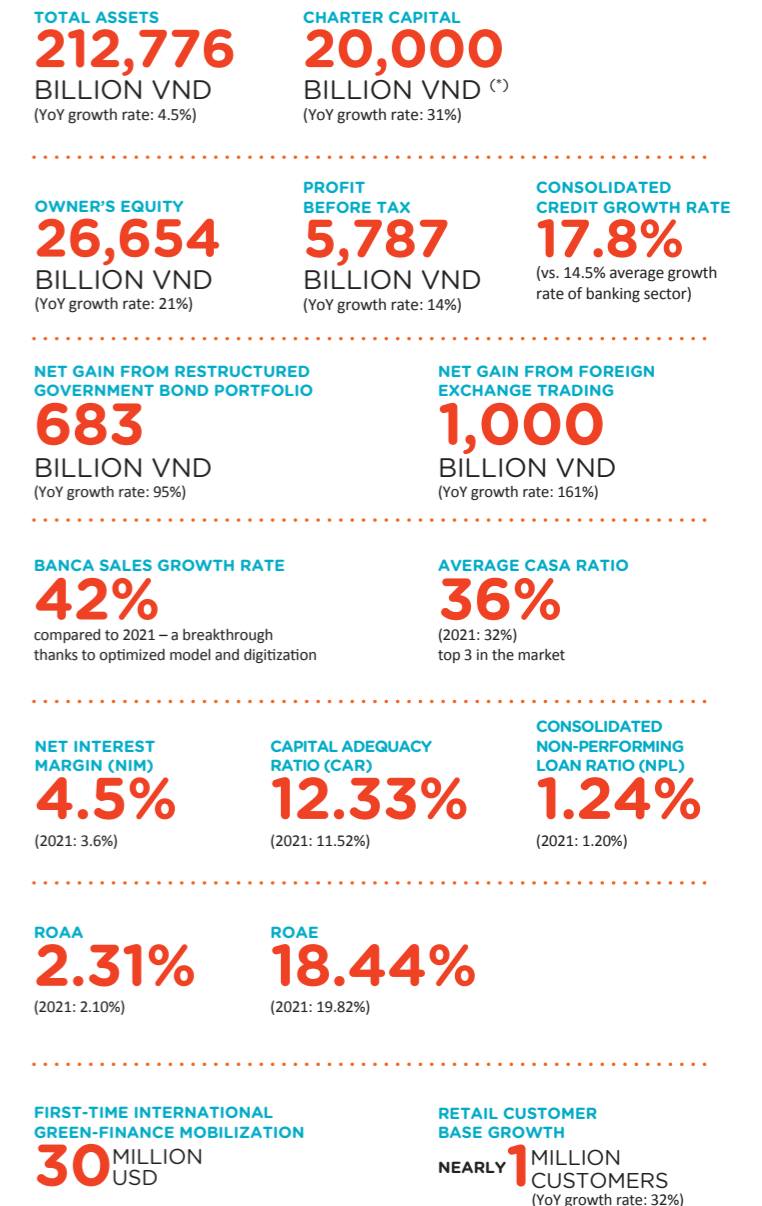 TOTAL ASSETS
212,776
BILLION VND
(YoY growth rate: 4.5%)
CHARTER CAPITAL
20,000
BILLION VND (*)
(YoY growth rate: 31%)
OWNER'S EQUITY
26,654
BILLION VND
(YoY growth rate: 21%)
PROFIT
BEFORE TAX
5,787
BILLION VND
(YoY growth rate: 14%)
CONSOLIDATED
CREDIT GROWTH RATE
17.8%
(vs. 14.5% average growth
rate of banking sector)
NET GAIN FROM RESTRUCTURED
GOVERNMENT BOND PORTFOLIO
683
BILLION VND
(YoY growth rate: 95%)
NET GAIN FROM FOREIGN
EXCHANGE TRADING
1,000
BILLION VND
(YoY growth rate: 161%)
BANCA SALES GROWTH RATE
42%
compared to 2021 – a breakthrough
thanks to optimized model and digitization
AVERAGE CASA RATIO
36%
(2021: 32%)
top 3 in the market
NET INTEREST
MARGIN (NIM)
4.5%
(2021: 3.6%)
CAPITAL ADEQUACY
RATIO (CAR)
12.33%
(2021: 11.52%)
CONSOLIDATED
NON-PERFORMING
LOAN RATIO (NPL)
1.24%
(2021: 1.20%)
ROAA
2.31%
(2021: 2.10%)
ROAE
18.44%
(2021: 19.82%)
FIRST-TIME INTERNATIONAL
GREEN-FINANCE MOBILIZATION
30 MILLION
USD
RETAIL CUSTOMER
BASE GROWTH
NEARLY 1 MILLION
CUSTOMERS
(YoY growth rate: 32%)